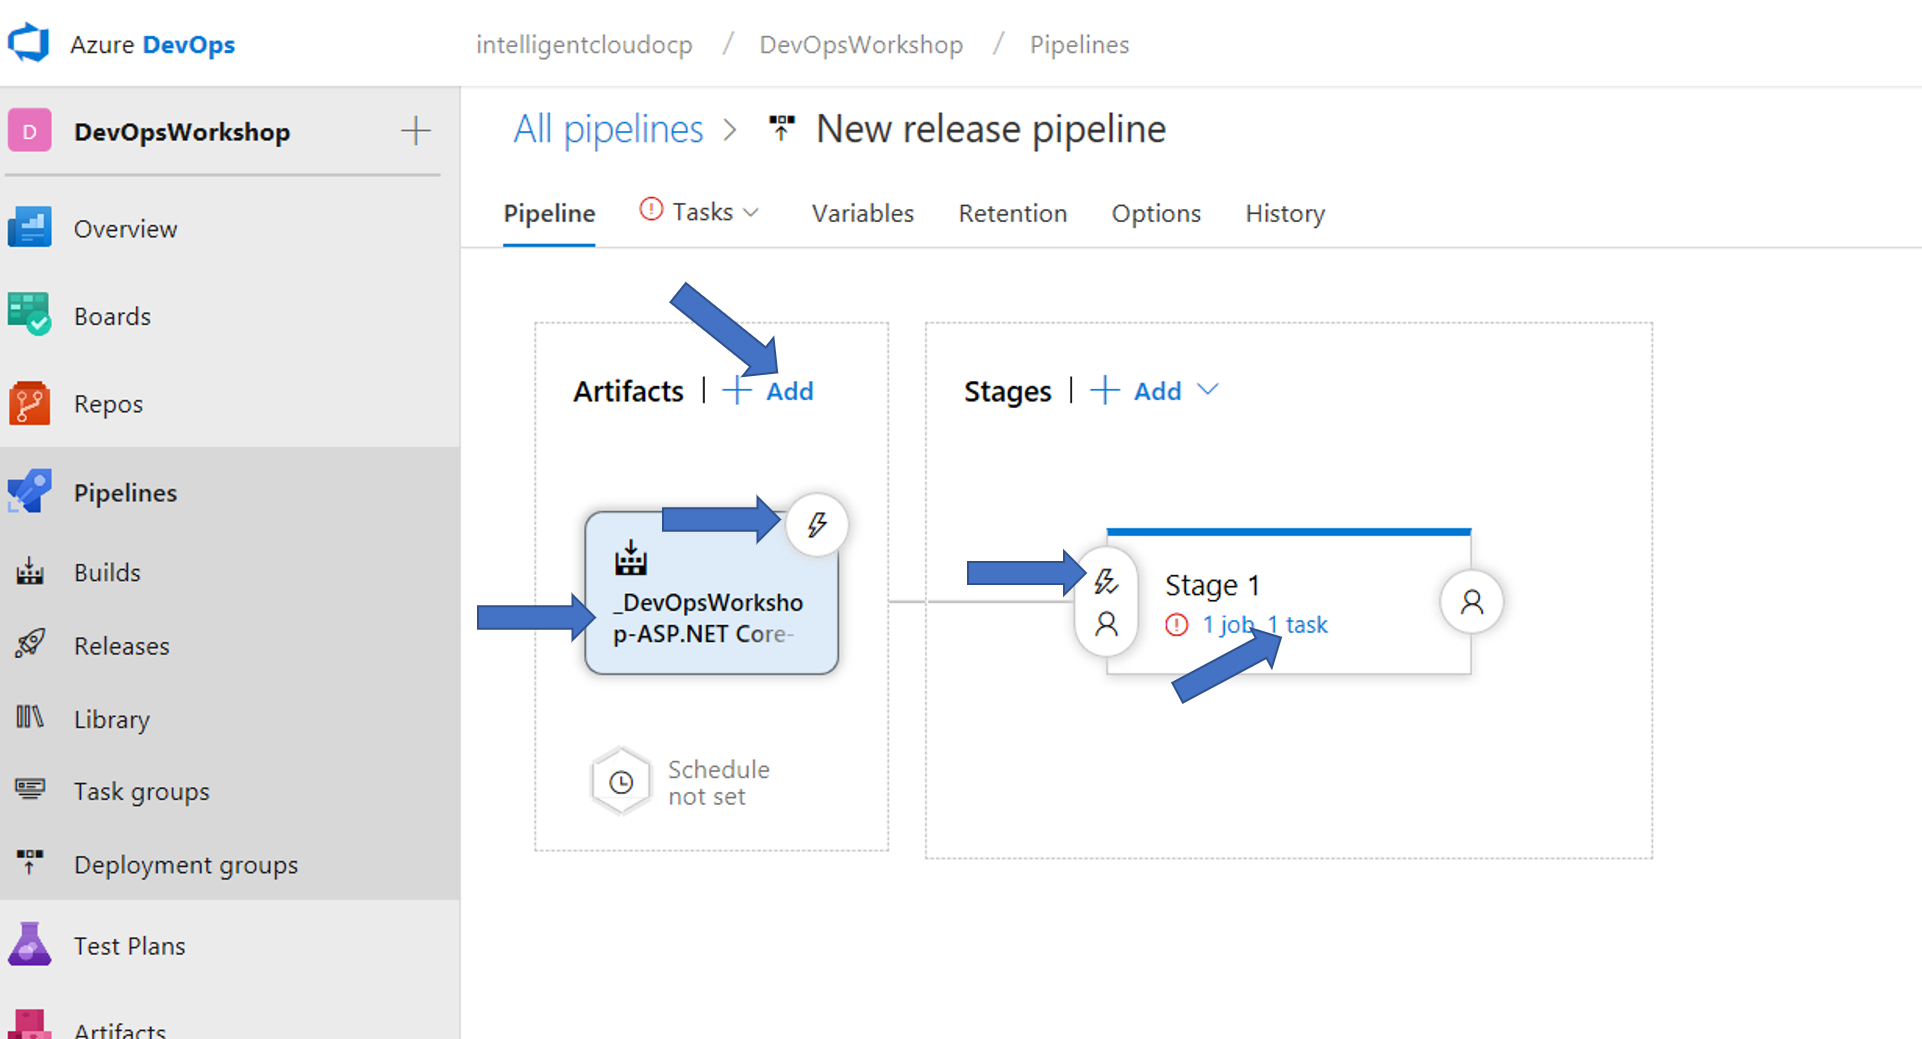 Azure DevOps
intelligentcloudocp / DevOpsWorkshop / Pipelines
D DevOpsWorkshop
Overview
Boards
Repos
Pipelines
Builds
Releases
Library
Task groups
Deployment groups
Test Plans
Artifacts
All pipelines > New release pipeline
Pipeline Tasks Variables Retention Options History
Artifacts | + Add
_DevOpsWorksho
p-ASP.NET Core-
Schedule
not set
Stages | + Add
Stage 1
1 job, 1 task